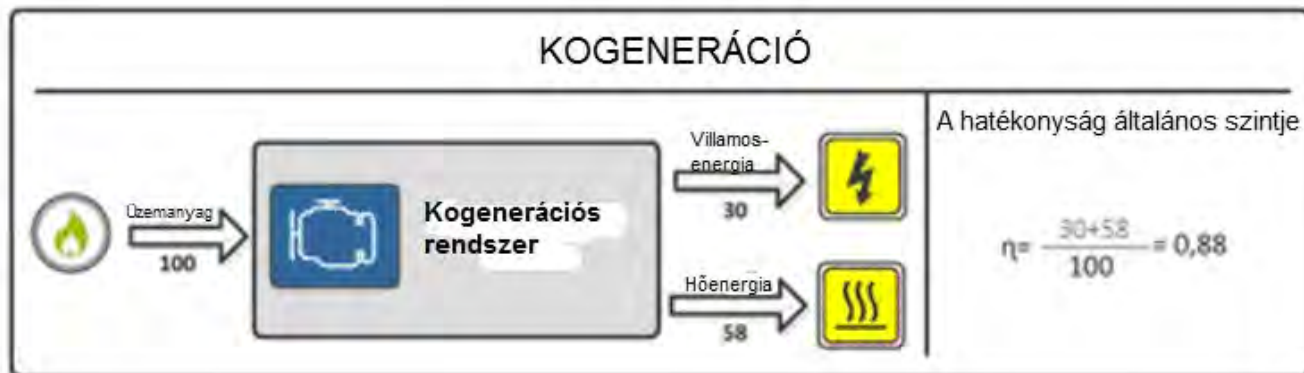 KOGENERÁCIÓ
Üzemanyag
100
Kogenerációs
rendszer
Villamos-
energia
30
Hőenergia
58
A hatékonyság általános szintje
η= 30+58 = 0,88
100